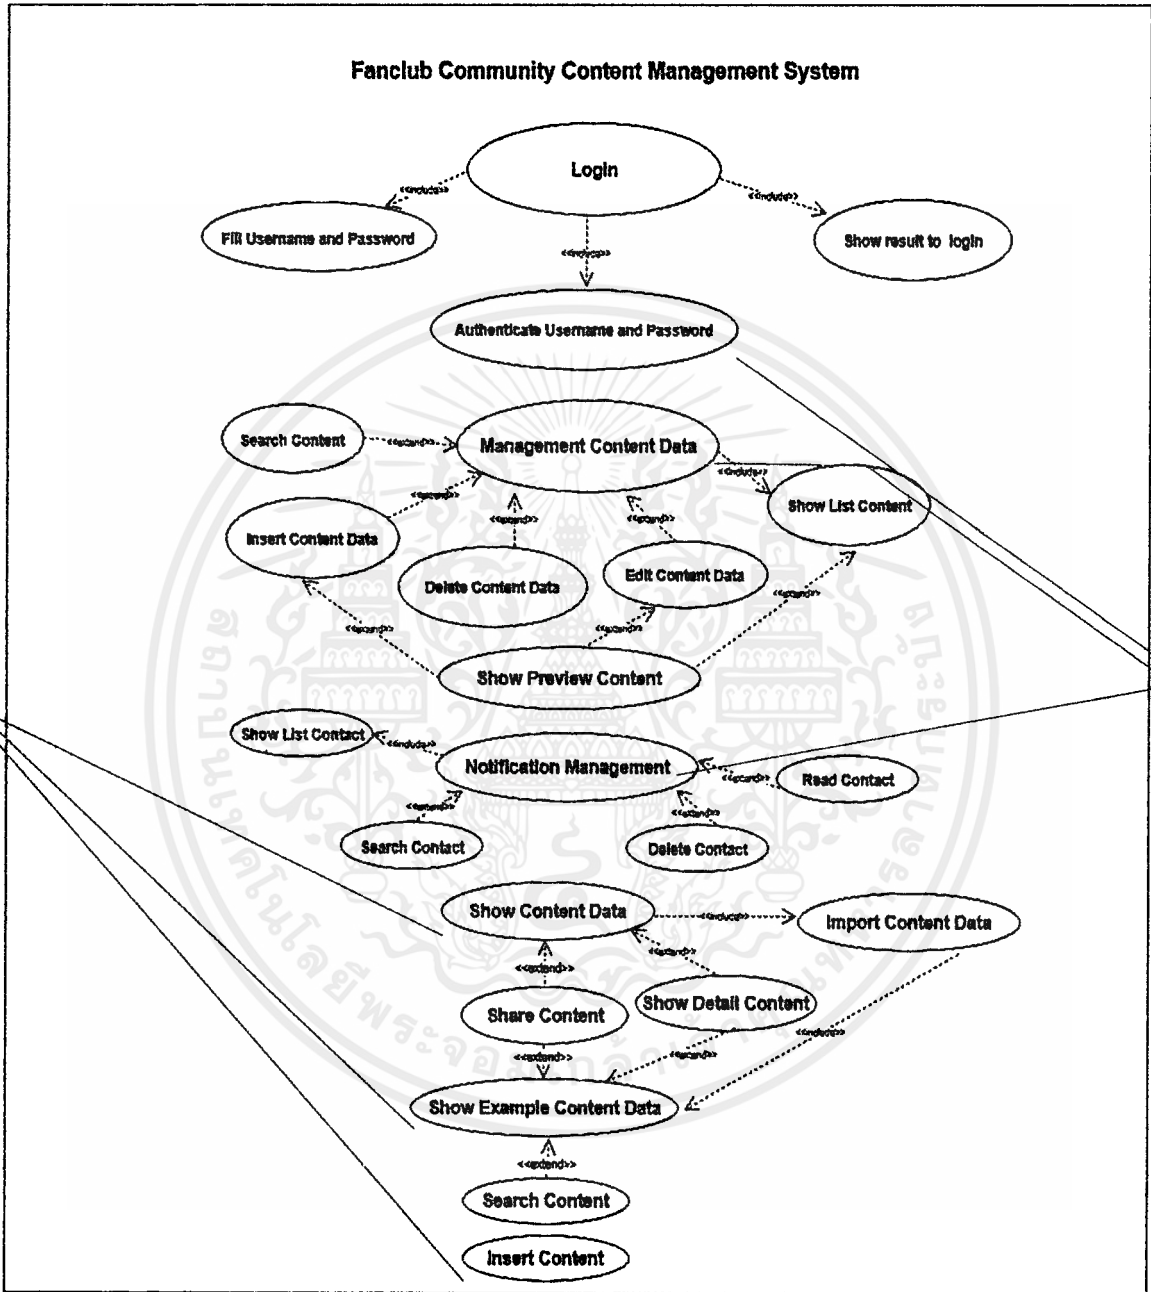 Fanclub Community Content Management System
Login
<<include>>
<<include>>
Fill Username and Password
Show result to login
<<include>>
Authenticate Username and Password
Search Content
<<extend>>
Management Content Data
<<include>>
<<extend>>
Show List Content
Insert Content Data
<<extend>>
<<extend>>
Delete Content Data
Edit Content Data
<<extend>>
<<extend>>
<<extend>>
Show Preview Content
Show List Contact
<<include>>
Notification Management
<<extend>>
Read Contact
<<extend>>
<<extend>>
Search Contact
Delete Contact
Show Content Data
<<include>>
Import Content Data
<<extend>>
<<extend>>
Share Content
Show Detail Content
<<include>>
<<extend>>
<<extend>>
Show Example Content Data
<<extend>>
Search Content
Insert Content